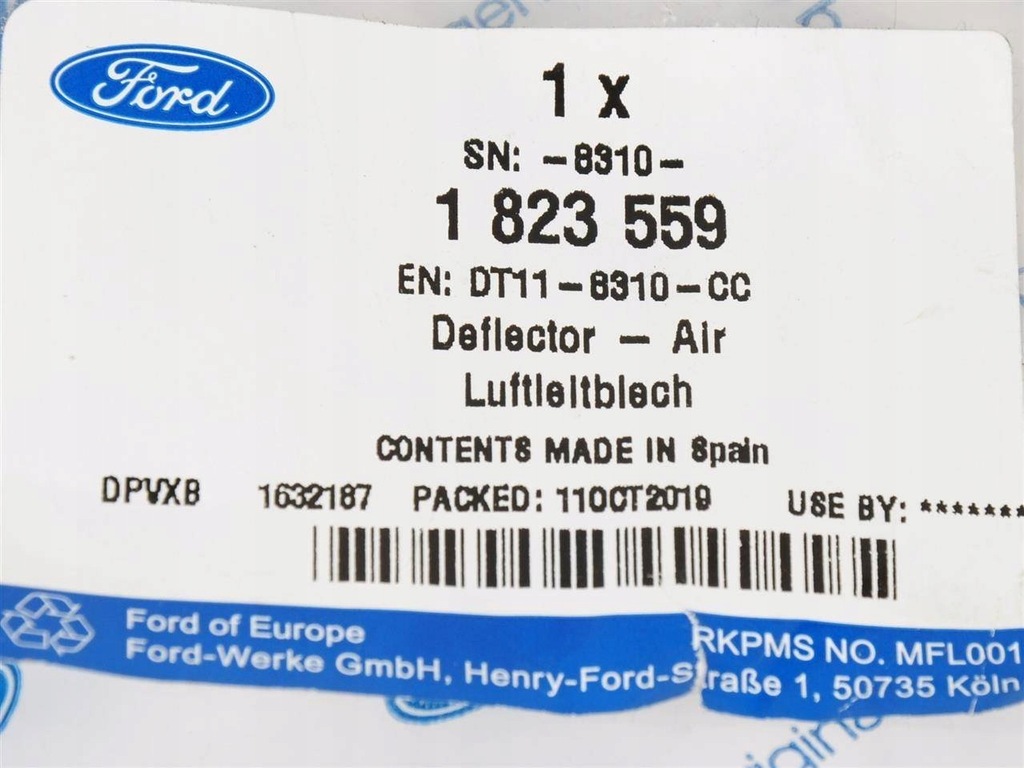 Ford
1 x
SN: -8310-
1 823 559
EN: DT11-8310-CC
Deflector - Air
Luftleitblech
CONTENTS MADE IN Spain
DPVXB 1632187 PACKED: 11OCT2019 USE BY: *******
Ford of Europe RKPMS NO. MFL001
Ford-Werke GmbH, Henry-Ford-Straße 1, 50735 Köln